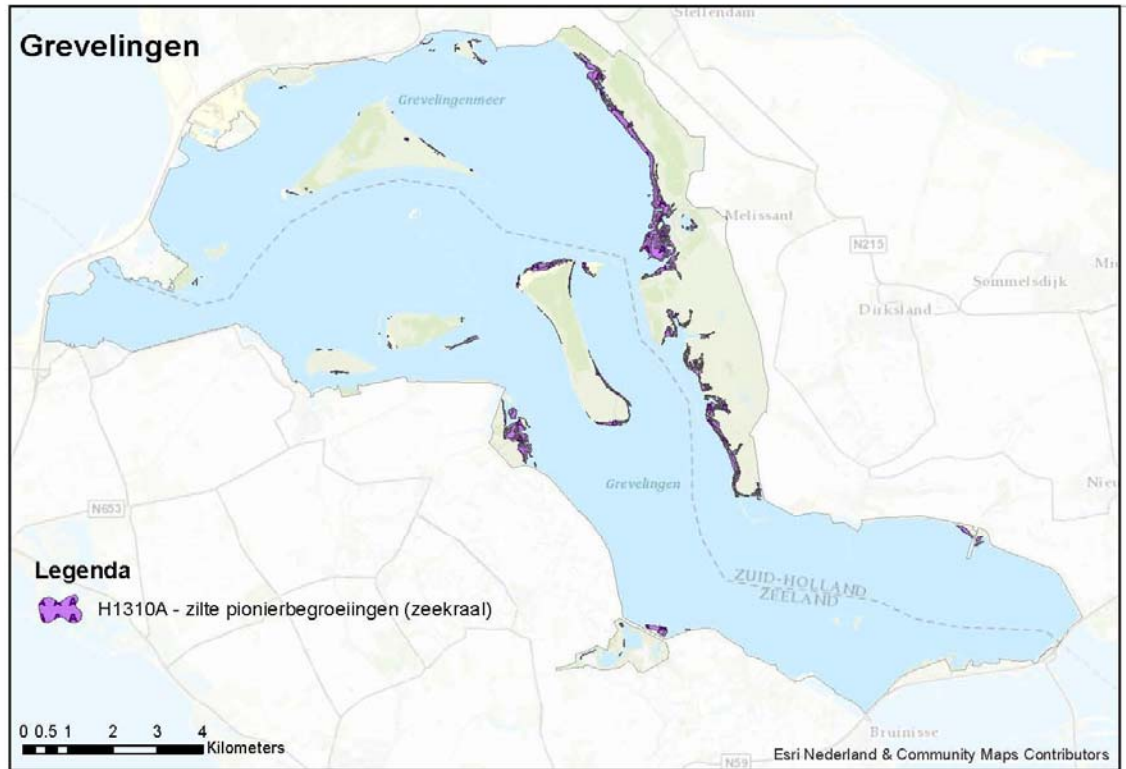 Grevelingen
Stellendam
Grevelingenmeer
Melissant
N215
Sommelsdijk
Dirksland
Grevelingen
N653
ZUID-HOLLAND
ZEELAND
Legenda
H1310A - zilte pionierbegroeiingen (zeekraal)
0 0.5 1 2 3 4
Kilometers
Bruinisse
N59
Esri Nederland & Community Maps Contributors